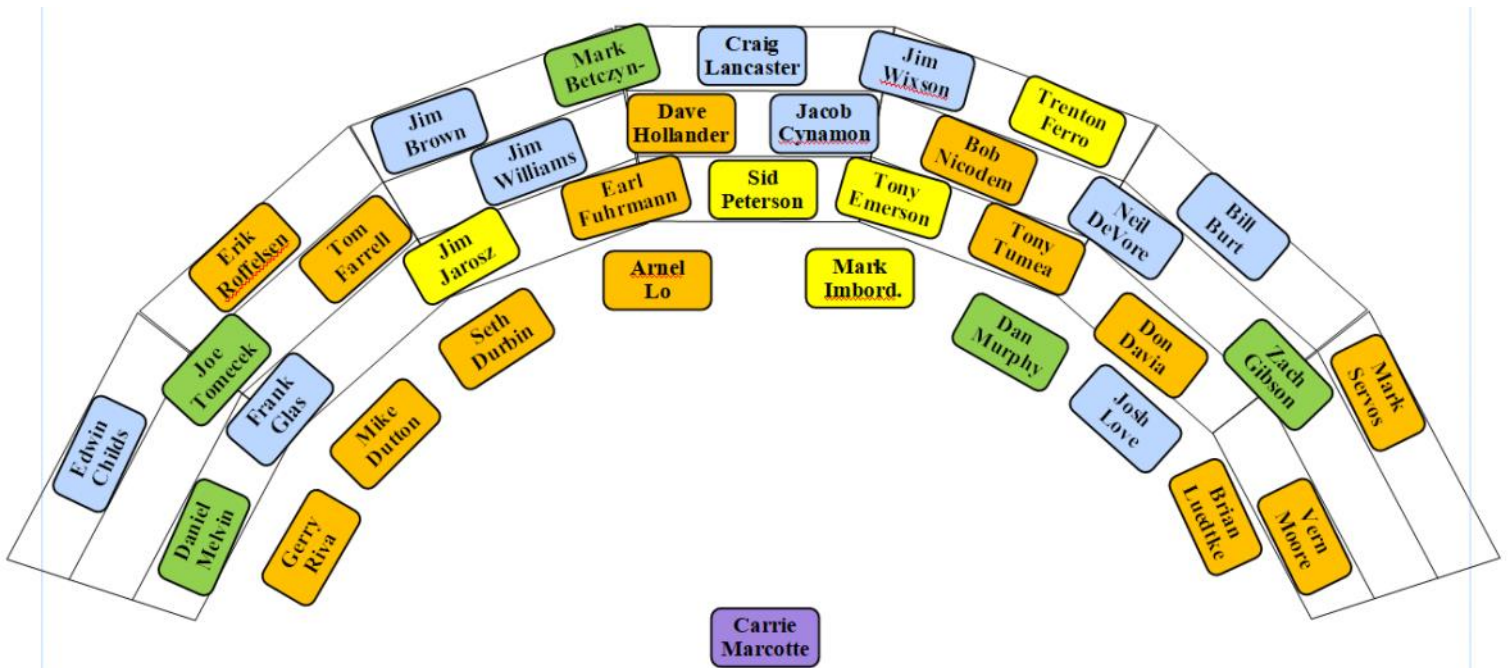 Mark
Betczyn-
Craig
Lancaster
Jim
Wixson
Jim
Brown
Jim
Williams
Dave
Hollander
Jacob
Cynamon
Bob
Nicodem
Trenton
Ferro
Erik
Roffelsen
Tom
Farrell
Jim
Jarosz
Earl
Fuhrmann
Sid
Peterson
Tony
Emerson
Tony
Tumea
Neil
DeVore
Bill
Burt
Edwin
Childs
Joe
Tomecek
Frank
Glas
Mike
Dutton
Seth
Durbin
Arnel
Lo
Mark
Imbord.
Dan
Murphy
Don
Davia
Josh
Love
Zach
Gibson
Mark
Servos
Daniel
Melvin
Gerry
Riva
Brian
Luedtke
Vern
Moore
Carrie
Marcotte